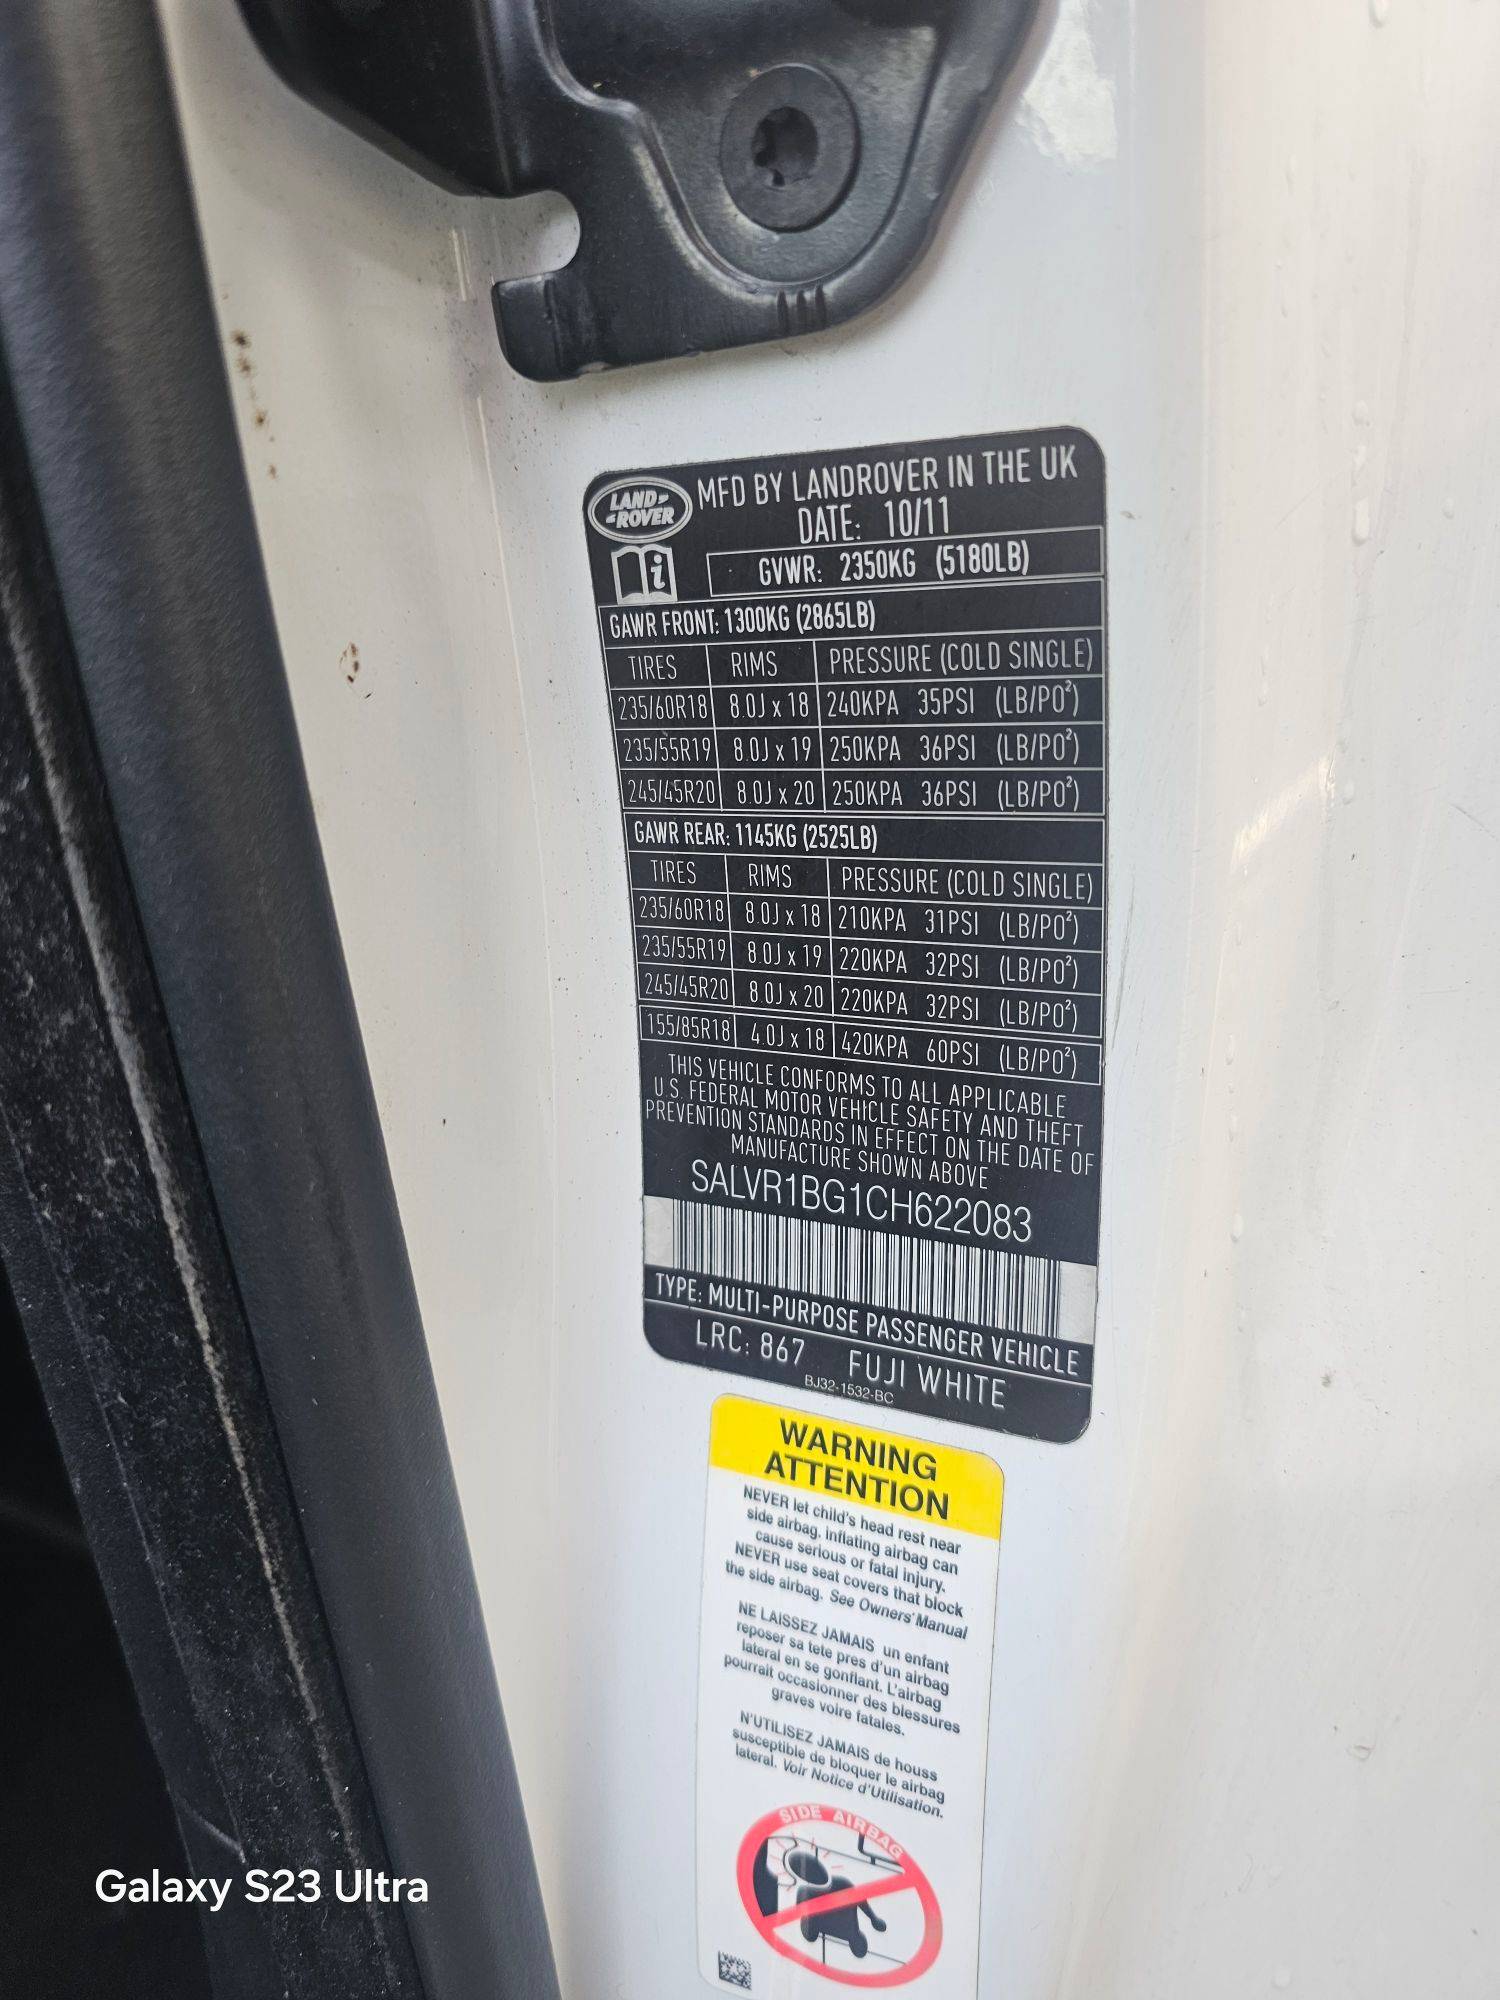 LAND-
-ROVER
MFD BY LANDROVER IN THE UK
DATE: 10/11
i
GVWR: 2350KG (5180LB)
GAWR FRONT: 1300KG (2865LB)
TIRES RIMS PRESSURE (COLD SINGLE)
235/60R18 8.0J x 18 240KPA 35PSI (LB/PO²)
235/55R19 8.0J x 19 250KPA 36PSI (LB/PO²)
245/45R20 8.0J x 20 250KPA 36PSI (LB/PO²)
GAWR REAR: 1145KG (2525LB)
TIRES RIMS PRESSURE (COLD SINGLE)
235/60R18 8.0J x 18 210KPA 31PSI (LB/PO²)
235/55R19 8.0J x 19 220KPA 32PSI (LB/PO²)
245/45R20 8.0J x 20 220KPA 32PSI (LB/PO²)
155/85R18 4.0J x 18 420KPA 60PSI (LB/PO²)
THIS VEHICLE CONFORMS TO ALL APPLICABLE
U.S. FEDERAL MOTOR VEHICLE SAFETY AND THEFT
PREVENTION STANDARDS IN EFFECT ON THE DATE OF
MANUFACTURE SHOWN ABOVE
SALVR1BG1CH622083
TYPE: MULTI-PURPOSE PASSENGER VEHICLE
LRC: 867 FUJI WHITE
BJ32-1532-BC
WARNING
ATTENTION
NEVER let child's head rest near
side airbag, inflating airbag can
cause serious or fatal injury.
NEVER use seat covers that block
the side airbag. See Owners' Manual
NE LAISSEZ JAMAIS un enfant
reposer sa tete pres d'un airbag
lateral en se gonflant. L'airbag
pourrait occasionner des blessures
graves voire fatales.
N'UTILISEZ JAMAIS de houss
susceptible de bloquer le airbag
lateral. Voir Notice d'Utilisation.
SIDE AIRBAG
Galaxy S23 Ultra